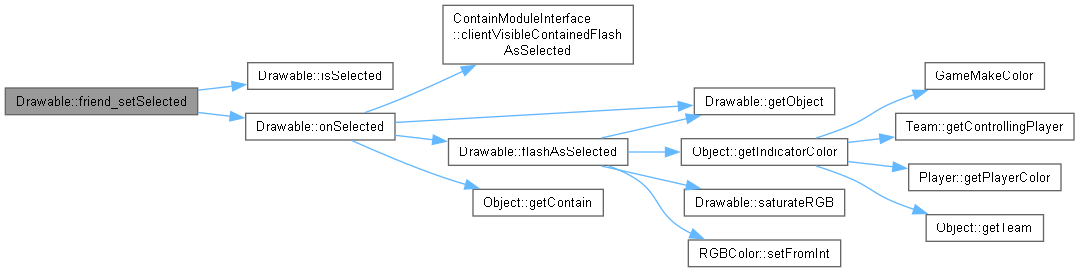 Drawable::friend_setSelected
Drawable::isSelected
Drawable::onSelected
ContainModuleInterface
::clientVisibleContainedFlash
AsSelected
Drawable::flashAsSelected
Object::getContain
Drawable::getObject
Object::getIndicatorColor
Drawable::saturateRGB
RGBColor::setFromInt
GameMakeColor
Team::getControllingPlayer
Player::getPlayerColor
Object::getTeam